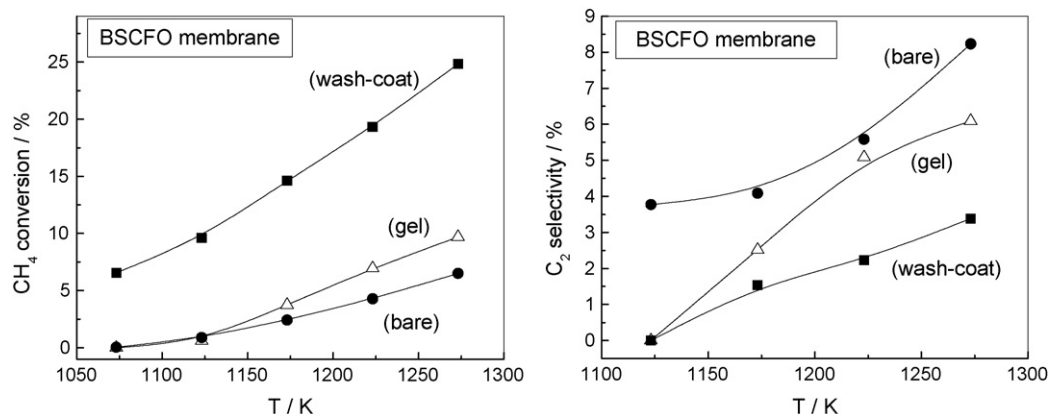 BSCFO membrane
CH₄ conversion / %
25
20
15
10
5
0
(wash-coat)
(gel)
(bare)
1050 1100 1150 1200 1250 1300
T / K
BSCFO membrane
C₂ selectivity / %
9
8
7
6
5
4
3
2
1
0
(bare)
(gel)
(wash-coat)
1100 1150 1200 1250 1300
T / K